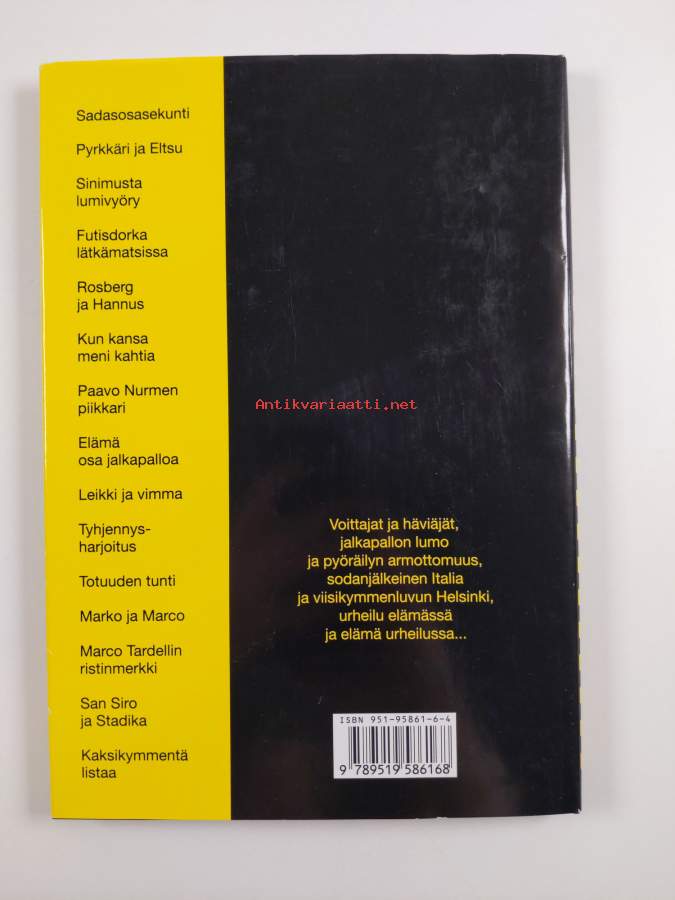 Sadasosasekunti
Pyrkkäri ja Eltsu
Sinimusta
lumivyöry
Futisdorka
lätkämatsissa
Rosberg
ja Hannus
Kun kansa
meni kahtia
Paavo Nurmen
piikkari
Elämä
osa jalkapalloa
Leikki ja vimma
Tyhjennys-
harjoitus
Totuuden tunti
Marko ja Marco
Marco Tardellin
ristinmerkki
San Siro
ja Stadika
Kaksikymmentä
listaa
Antikvariaatti.net
Voittajat ja häviäjät,
jalkapallon lumo
ja pyöräilyn armottomuus,
sodanjälkeinen Italia
ja viisikymmenluvun Helsinki,
urheilu elämässä
ja elämä urheilussa...
ISBN 951-95861-6-4
9 789519 586168